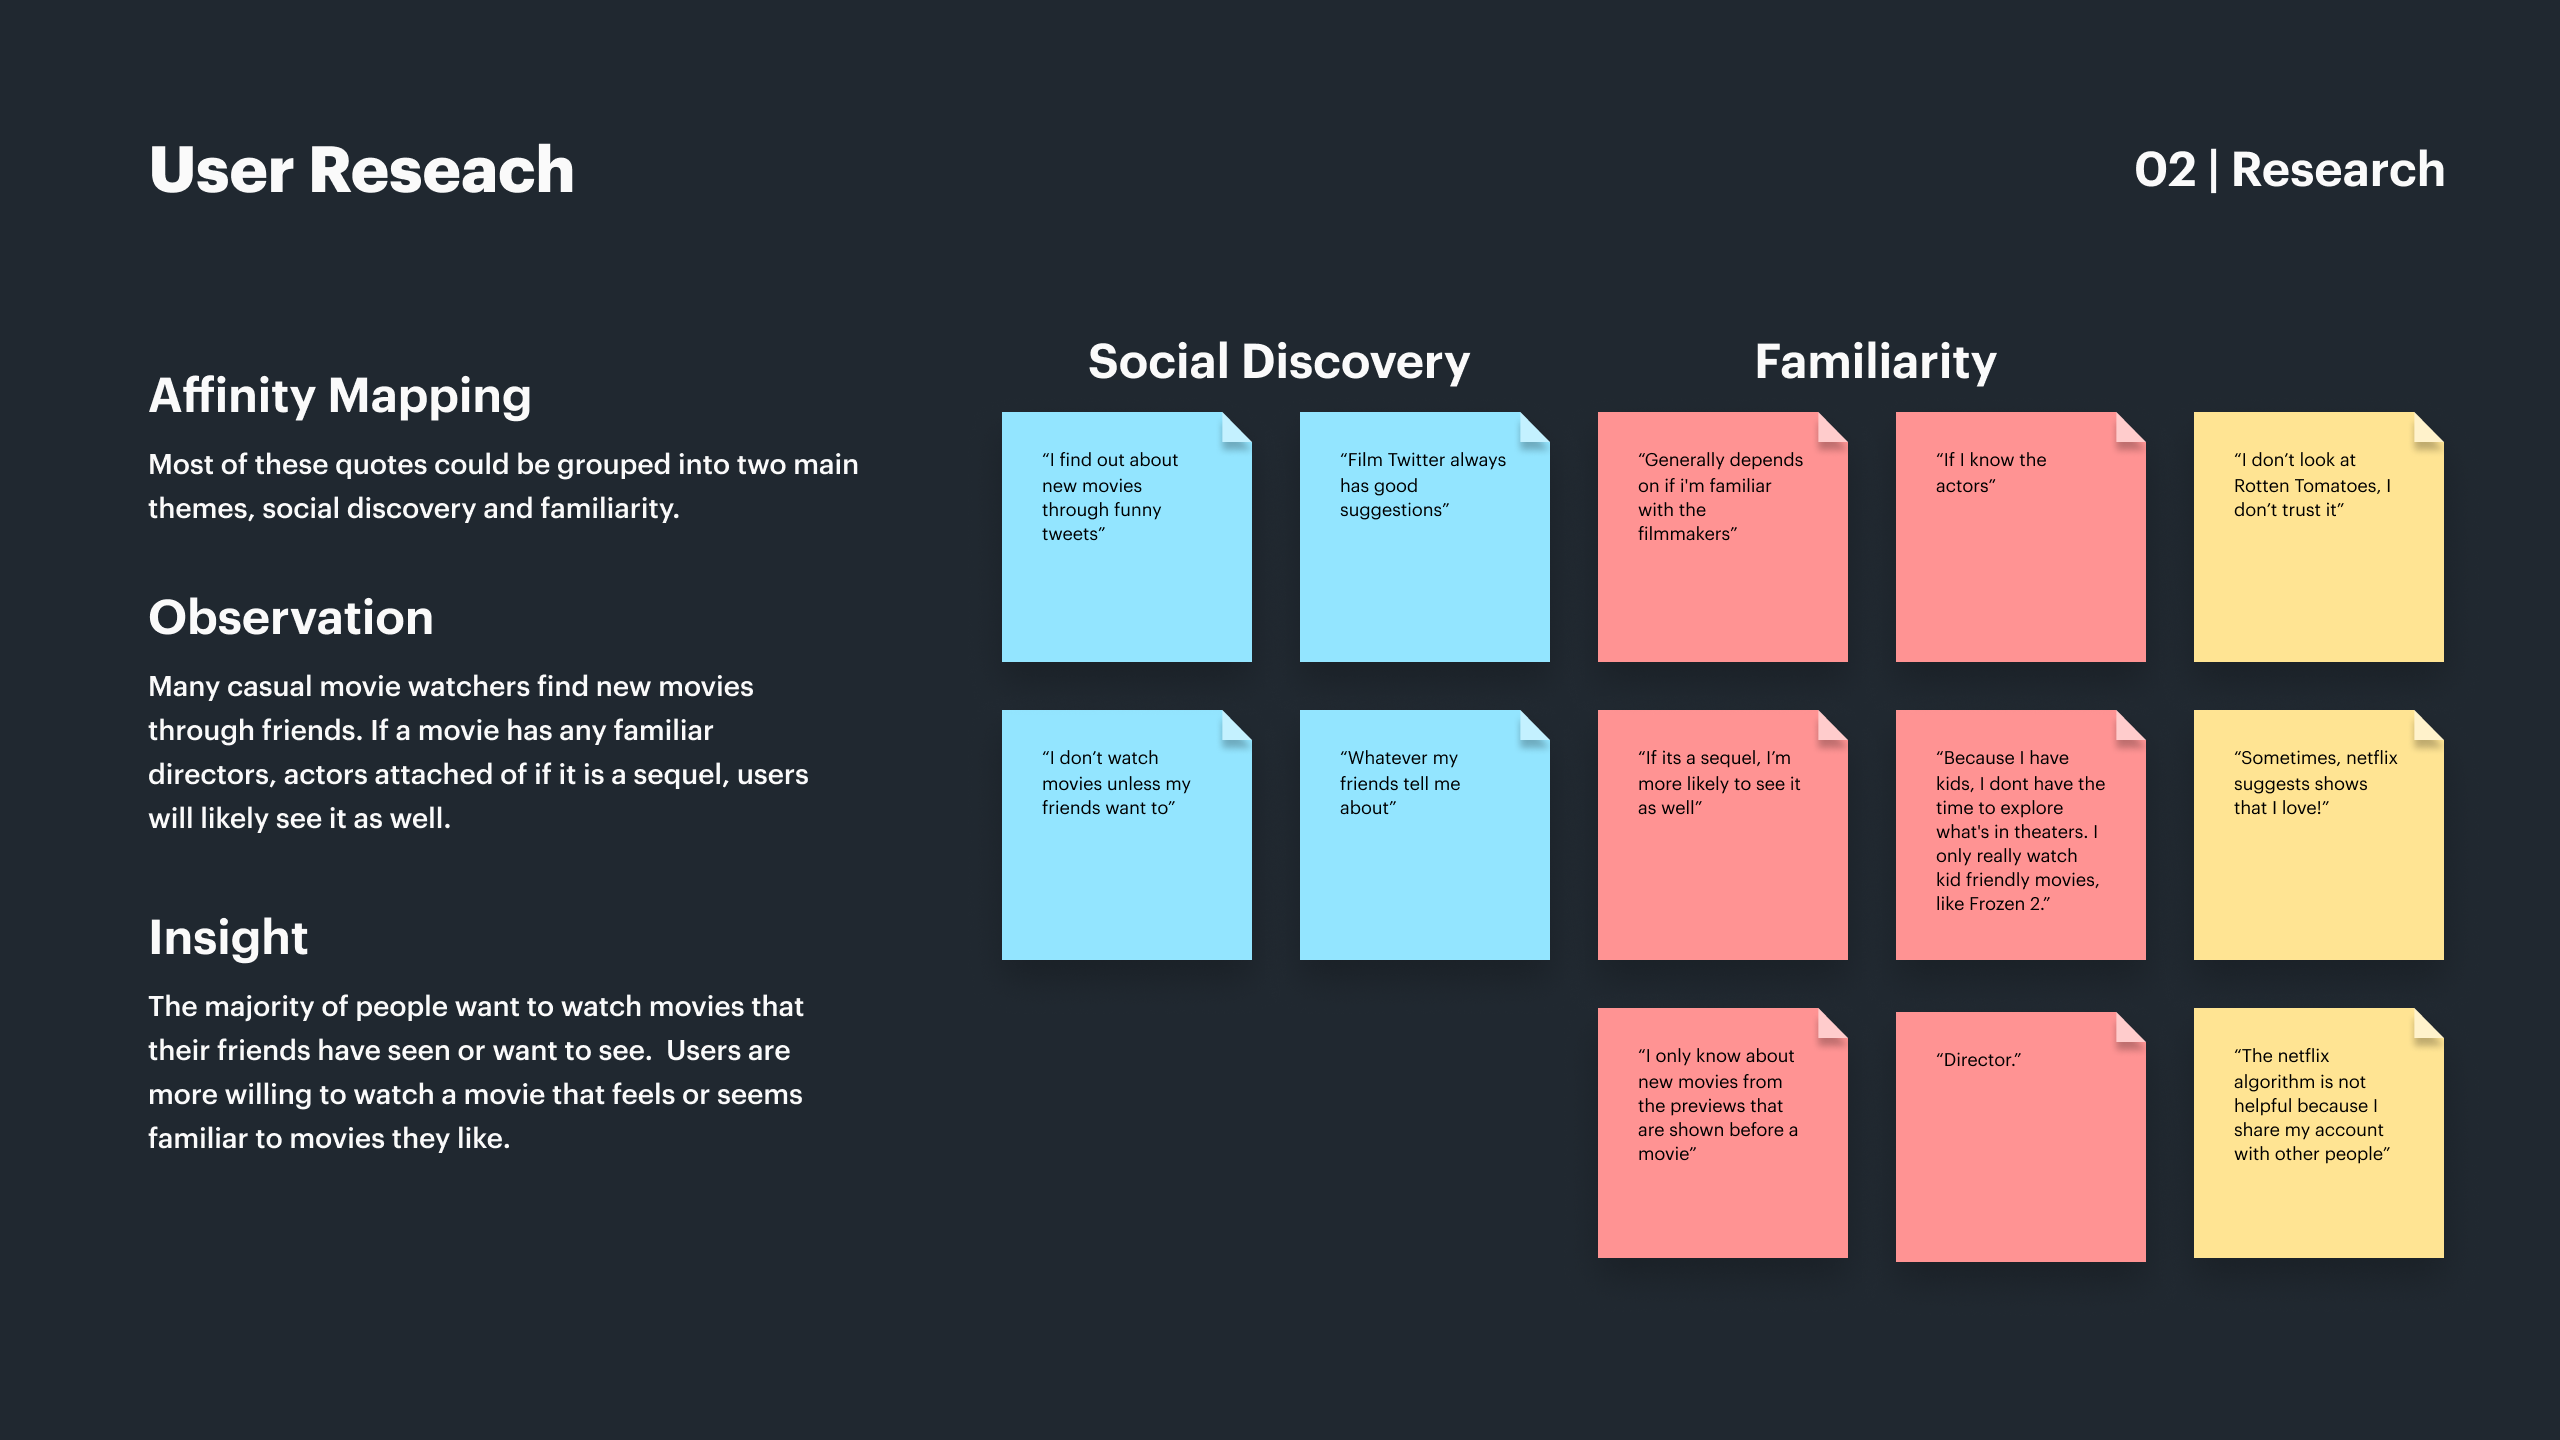 User Reseach
02 | Research
Affinity Mapping
Most of these quotes could be grouped into two main
themes, social discovery and familiarity.
Observation
Many casual movie watchers find new movies
through friends. If a movie has any familiar
directors, actors attached of if it is a sequel, users
will likely see it as well.
Insight
The majority of people want to watch movies that
their friends have seen or want to see.  Users are
more willing to watch a movie that feels or seems
familiar to movies they like.
Social Discovery
“I find out about
new movies
through funny
tweets”
“Film Twitter always
has good
suggestions”
“I don’t watch
movies unless my
friends want to”
“Whatever my
friends tell me
about”
Familiarity
“Generally depends
on if i'm familiar
with the
filmmakers”
“If I know the
actors”
“If its a sequel, I’m
more likely to see it
as well”
“Because I have
kids, I dont have the
time to explore
what's in theaters. I
only really watch
kid friendly movies,
like Frozen 2.”
“I only know about
new movies from
the previews that
are shown before a
movie”
“Director.”
“I don’t look at
Rotten Tomatoes, I
don’t trust it”
“Sometimes, netflix
suggests shows
that I love!”
“The netflix
algorithm is not
helpful because I
share my account
with other people”